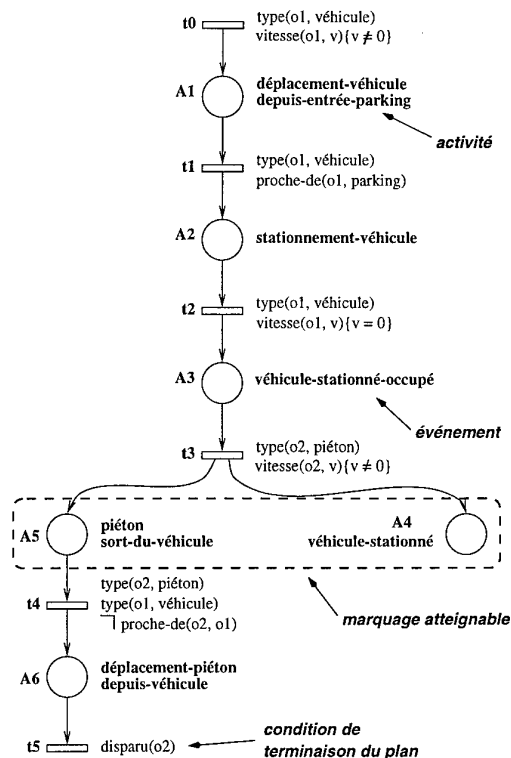 t0
type(o1, véhicule)
vitesse(o1, v){v ≠ 0}
A1
déplacement-véhicule
depuis-entrée-parking
activité
t1
type(o1, véhicule)
proche-de(o1, parking)
A2
stationnement-véhicule
t2
type(o1, véhicule)
vitesse(o1, v){v = 0}
A3
véhicule-stationné-occupé
événement
t3
type(o2, piéton)
vitesse(o2, v){v ≠ 0}
A5
piéton
sort-du-véhicule
A4
véhicule-stationné
marquage atteignable
t4
type(o2, piéton)
type(o1, véhicule)
¬ proche-de(o2, o1)
A6
déplacement-piéton
depuis-véhicule
t5
disparu(o2)
condition de
terminaison du plan